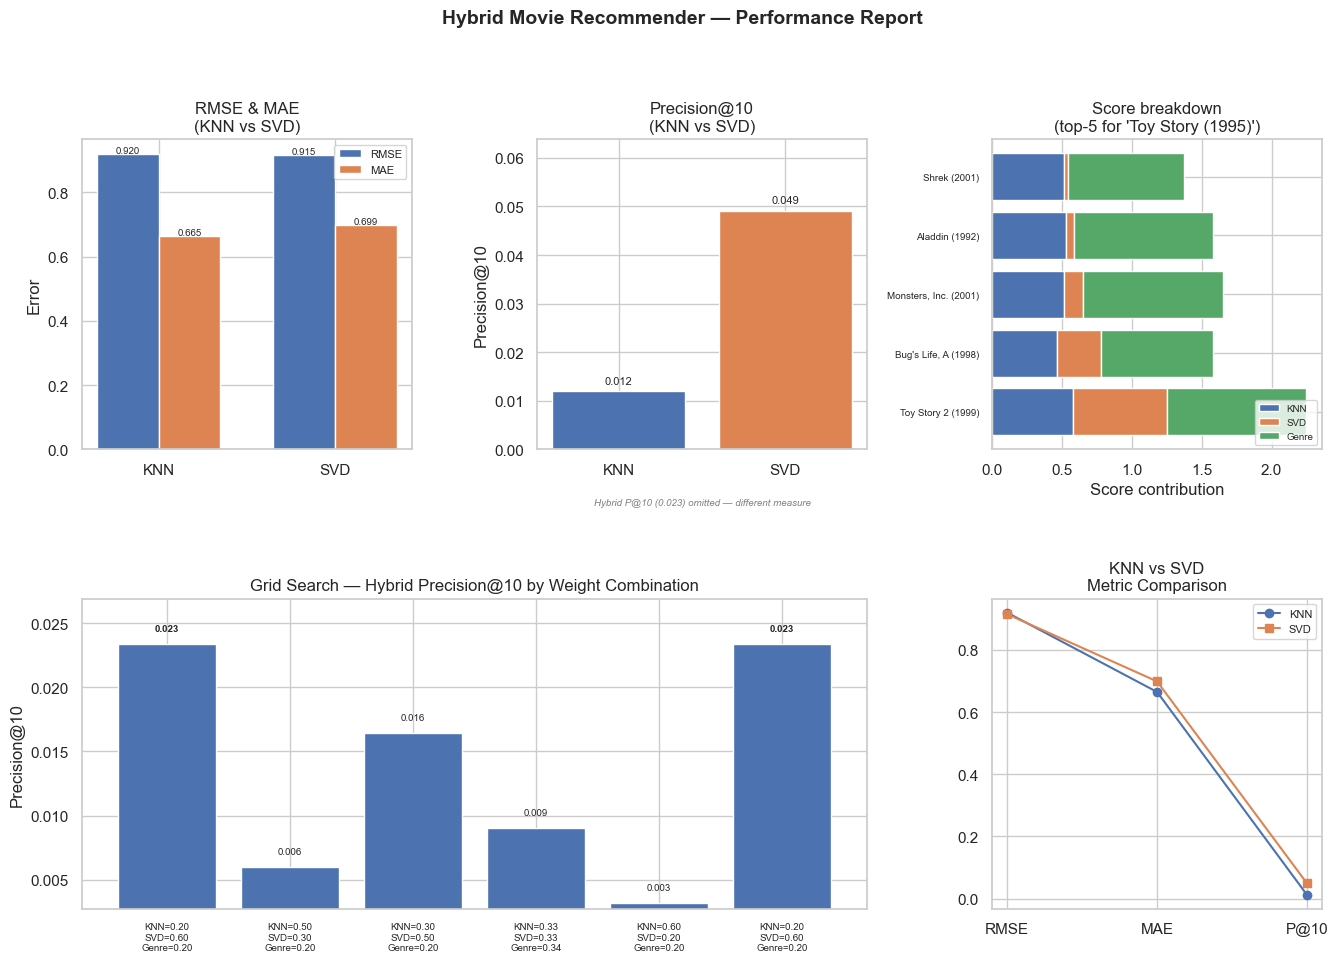 Hybrid Movie Recommender — Performance Report
RMSE & MAE
(KNN vs SVD)
0.920
0.915
RMSE
MAE
0.665
0.699
Error
0.8
0.6
0.4
0.2
0.0
KNN
SVD
Precision@10
(KNN vs SVD)
Precision@10
0.06
0.05
0.04
0.03
0.02
0.01
0.00
0.012
0.049
KNN
SVD
Hybrid P@10 (0.023) omitted — different measure
Score breakdown
(top-5 for 'Toy Story (1995)')
Shrek (2001)
Aladdin (1992)
Monsters, Inc. (2001)
Bug's Life, A (1998)
Toy Story 2 (1999)
KNN
SVD
Genre
0.0
0.5
1.0
1.5
2.0
Score contribution
Grid Search — Hybrid Precision@10 by Weight Combination
Precision@10
0.025
0.020
0.015
0.010
0.005
0.023
0.006
0.016
0.009
0.003
0.023
KNN=0.20
SVD=0.60
Genre=0.20
KNN=0.50
SVD=0.30
Genre=0.20
KNN=0.30
SVD=0.50
Genre=0.20
KNN=0.33
SVD=0.33
Genre=0.34
KNN=0.60
SVD=0.20
Genre=0.20
KNN=0.20
SVD=0.60
Genre=0.20
KNN vs SVD
Metric Comparison
KNN
SVD
0.8
0.6
0.4
0.2
0.0
RMSE
MAE
P@10